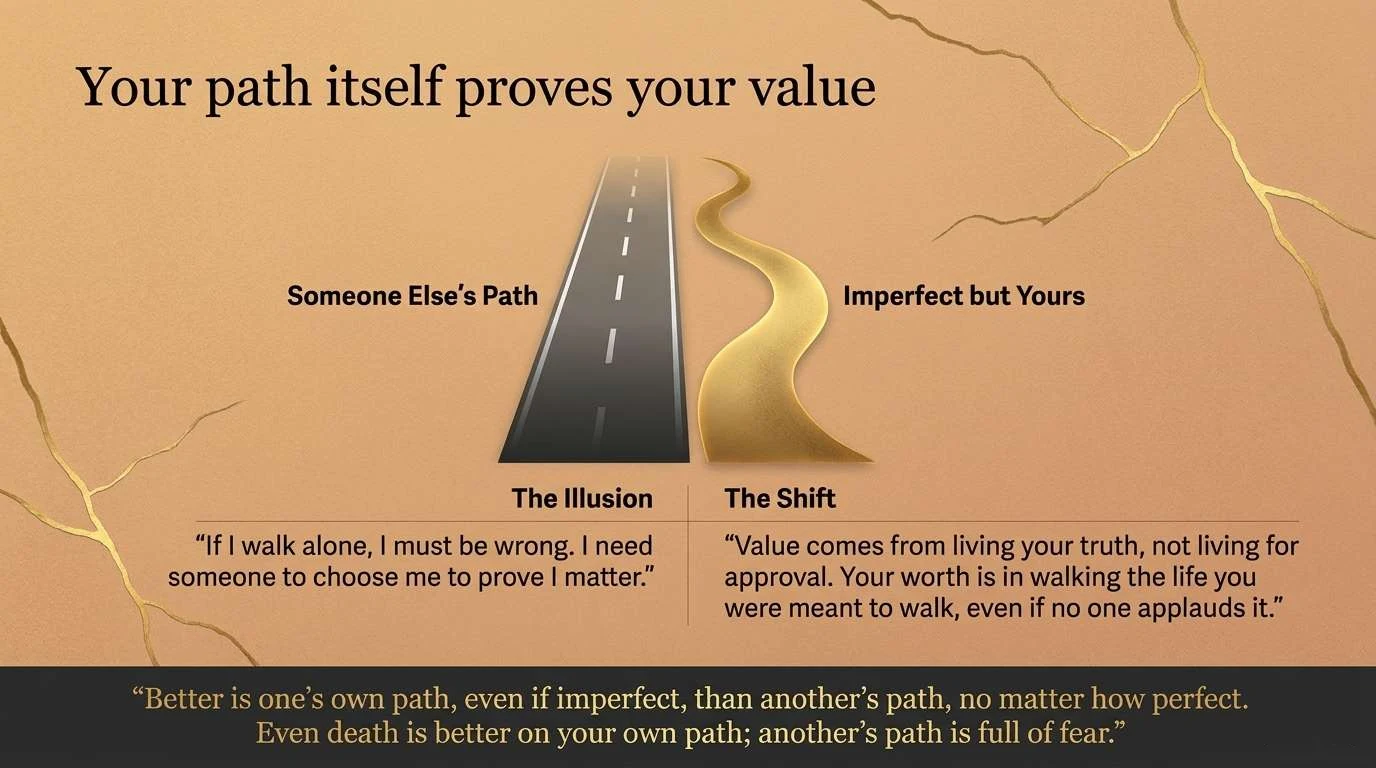 Your path itself proves your value
Someone Else's Path
Imperfect but Yours
The Illusion
“If I walk alone, I must be wrong. I need
someone to choose me to prove I matter.”
The Shift
“Value comes from living your truth, not living for
approval. Your worth is in walking the life you
were meant to walk, even if no one applauds it.”
“Better is one’s own path, even if imperfect, than another’s path, no matter how perfect.
Even death is better on your own path; another’s path is full of fear.”